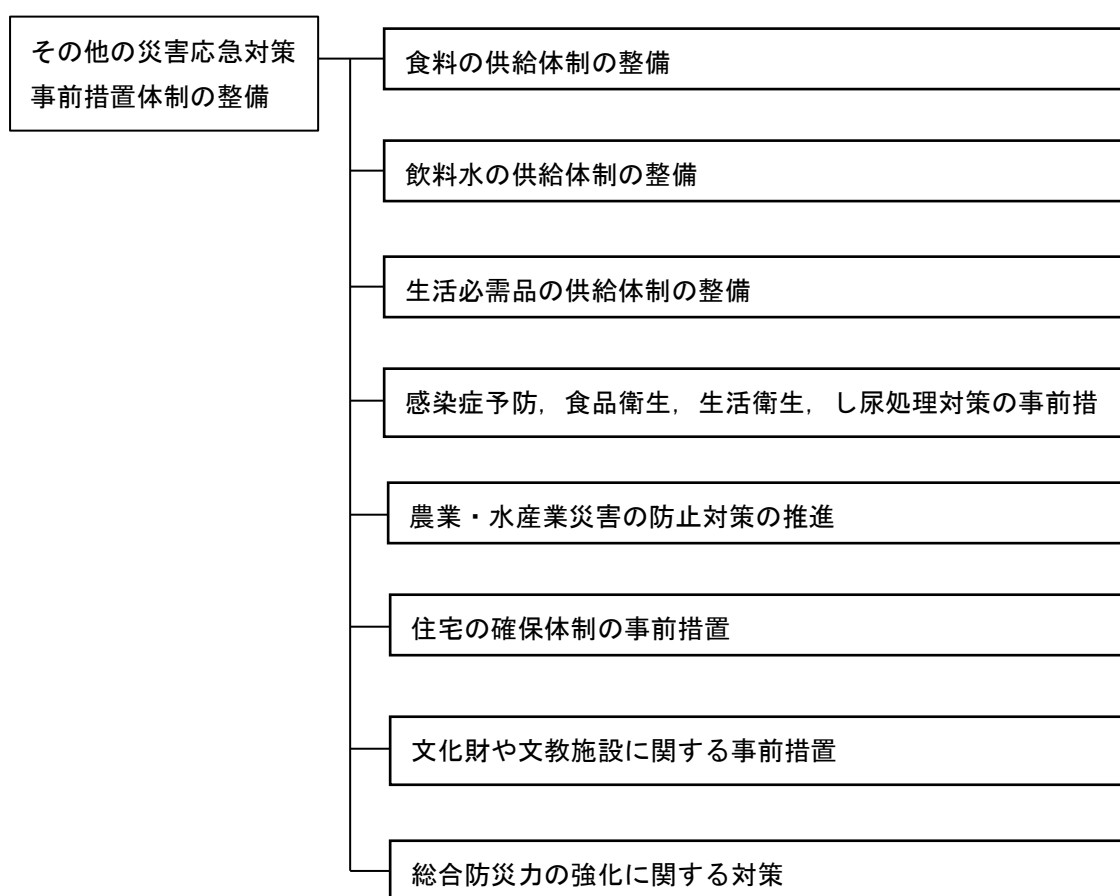 その他の災害応急対策
事前措置体制の整備
食料の供給体制の整備
飲料水の供給体制の整備
生活必需品の供給体制の整備
感染症予防，食品衛生，生活衛生，し尿処理対策の事前措
農業・水産業災害の防止対策の推進
住宅の確保体制の事前措置
文化財や文教施設に関する事前措置
総合防災力の強化に関する対策